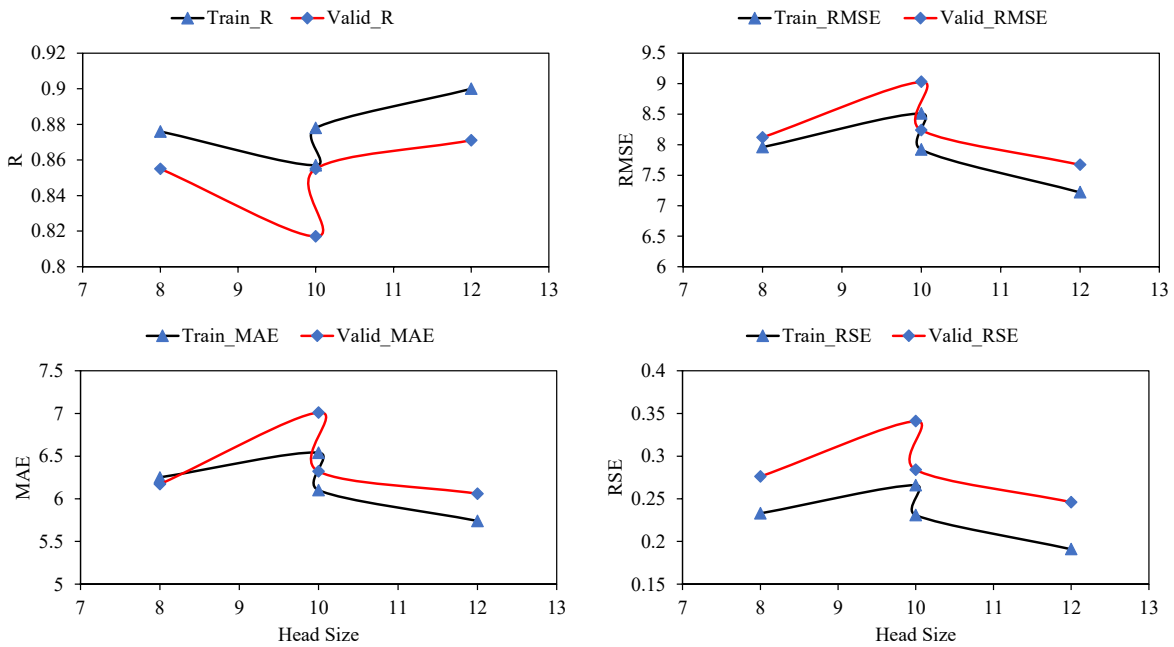 Train_R Valid_R
0.92
0.9
0.88
0.86
0.84
0.82
0.8
R
7 8 9 10 11 12 13
Train_RMSE Valid_RMSE
9.5
9
8.5
8
7.5
7
6.5
6
RMSE
7 8 9 10 11 12 13
Train_MAE Valid_MAE
7.5
7
6.5
6
5.5
5
MAE
7 8 9 10 11 12 13
Head Size
Train_RSE Valid_RSE
0.4
0.35
0.3
0.25
0.2
0.15
RSE
7 8 9 10 11 12 13
Head Size